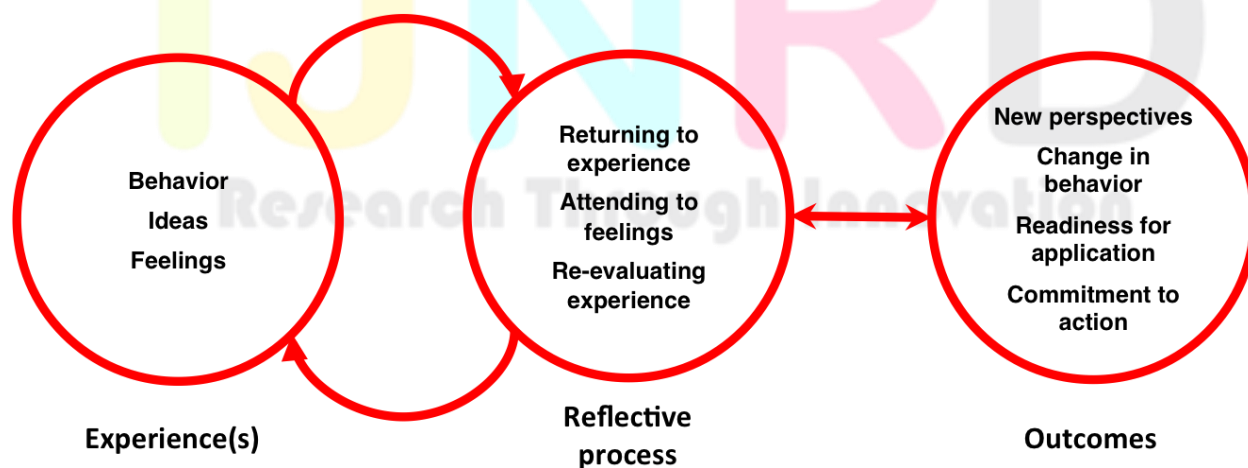 IJNRD
Research Through Innovation
Behavior
Ideas
Feelings
Experience(s)
Returning to
experience
Attending to
feelings
Re-evaluating
experience
Reflective
process
New perspectives
Change in
behavior
Readiness for
application
Commitment to
action
Outcomes